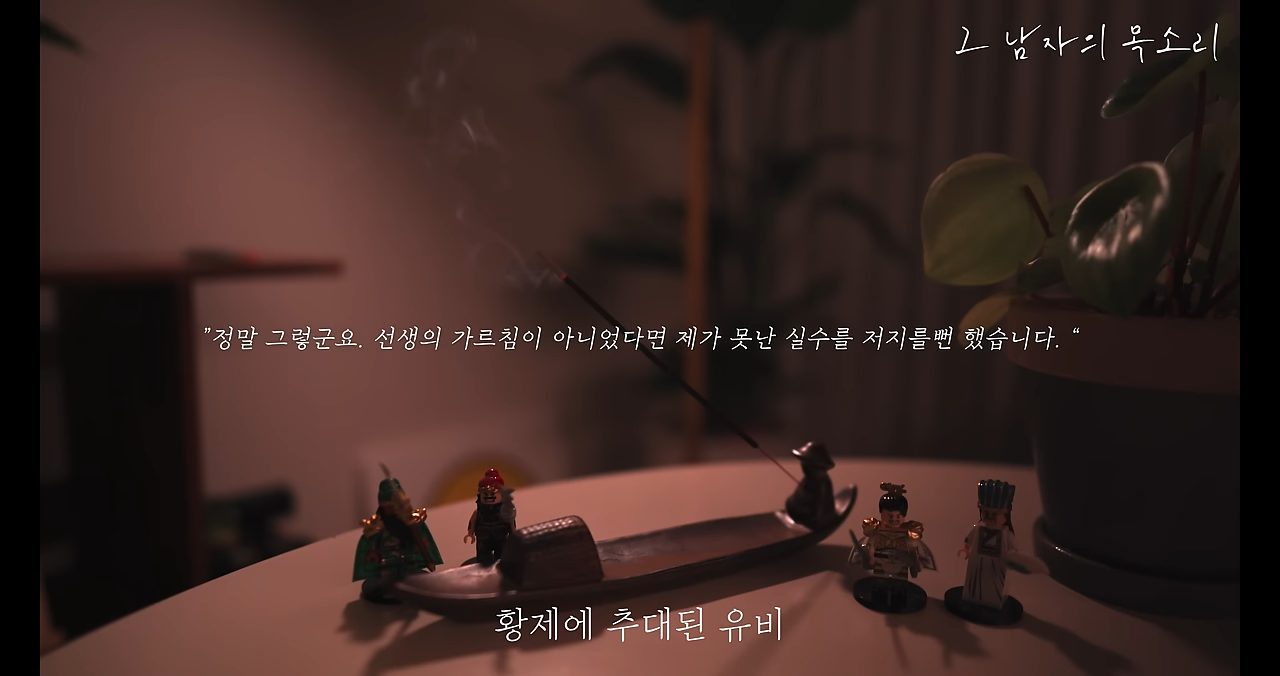 그 남자의 목소리
”정말 그렇군요. 선생의 가르침이 아니었다면 제가 못난 실수를 저지를뻔 했습니다. “
황제에 추대된 유비